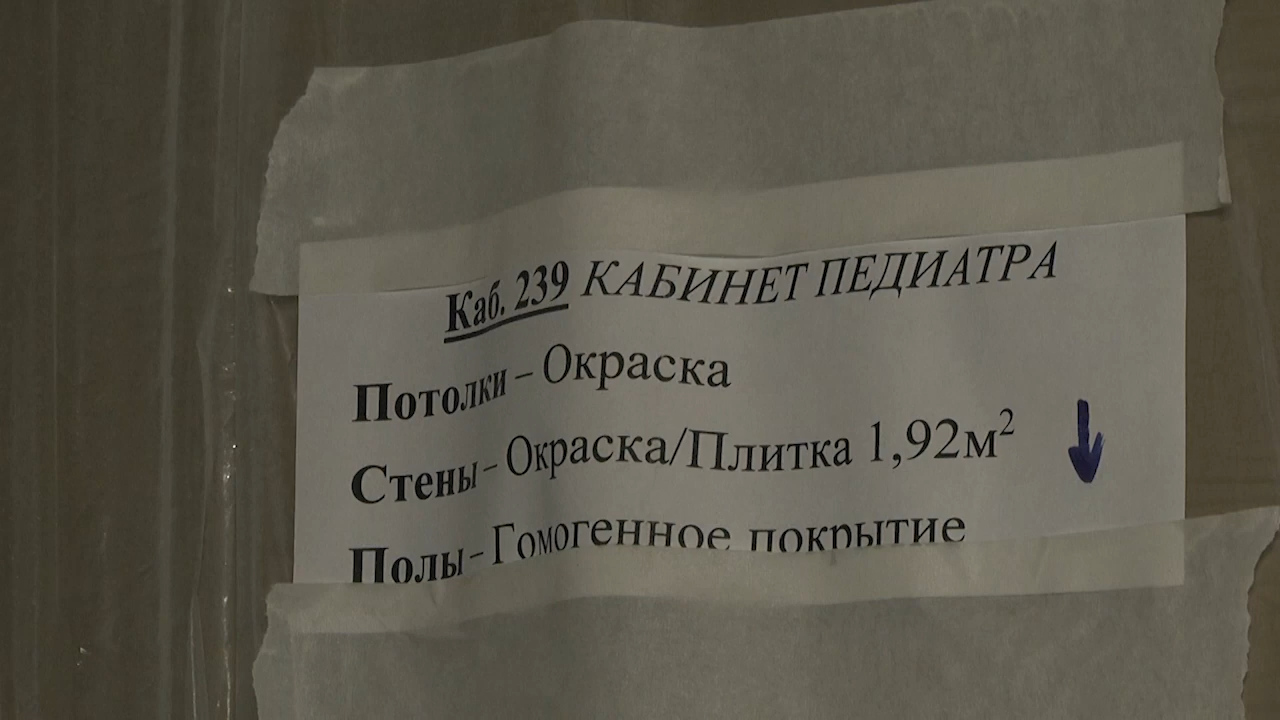 Каб. 239 КАБИНЕТ ПЕДИАТРА
Потолки – Окраска
Стены – Окраска/Плитка 1,92м²
Полы – Гомогенное покрытие